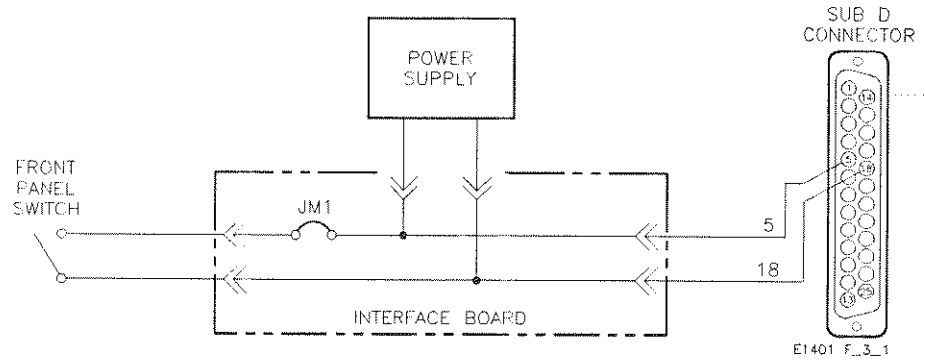 SUB D
CONNECTOR
POWER
SUPPLY
1
14
FRONT
PANEL
SWITCH
JM1
5
18
5
18
INTERFACE BOARD
13
25
E1401 F_3_1